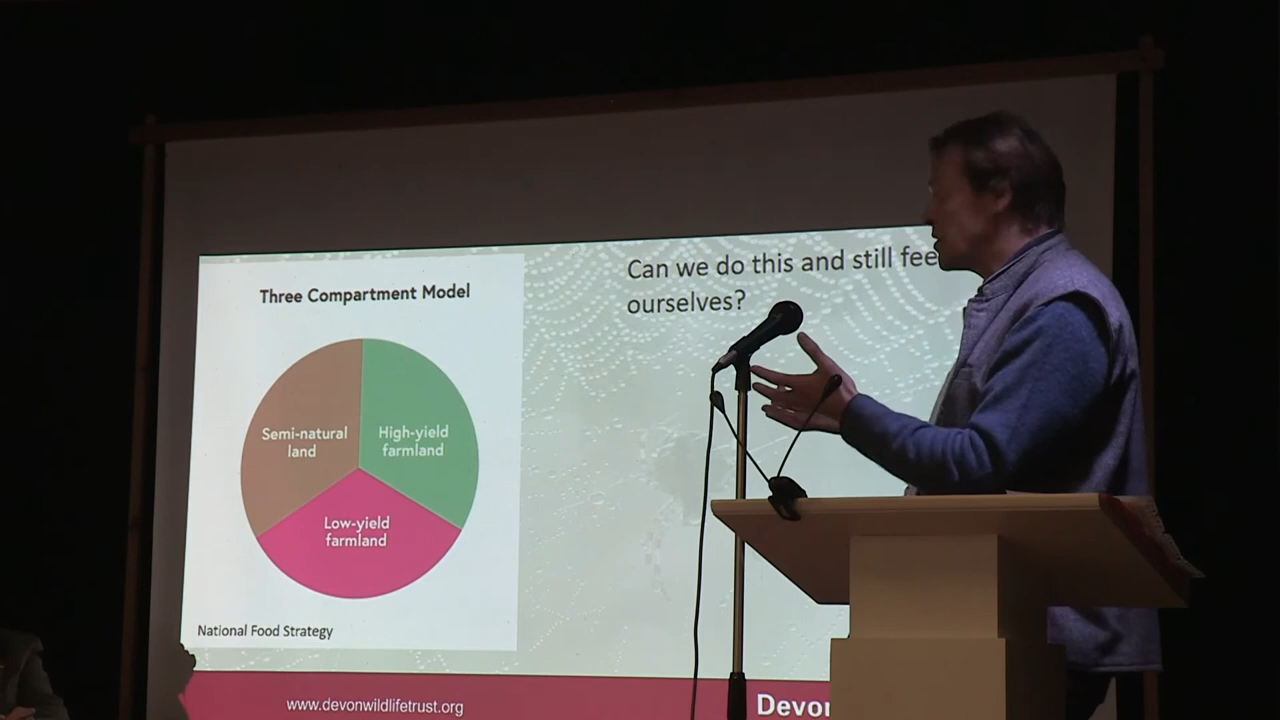 Three Compartment Model
Semi-natural
land
High-yield
farmland
Low-yield
farmland
National Food Strategy
Can we do this and still fee
ourselves?
www.devonwildlifetrust.org
Devon